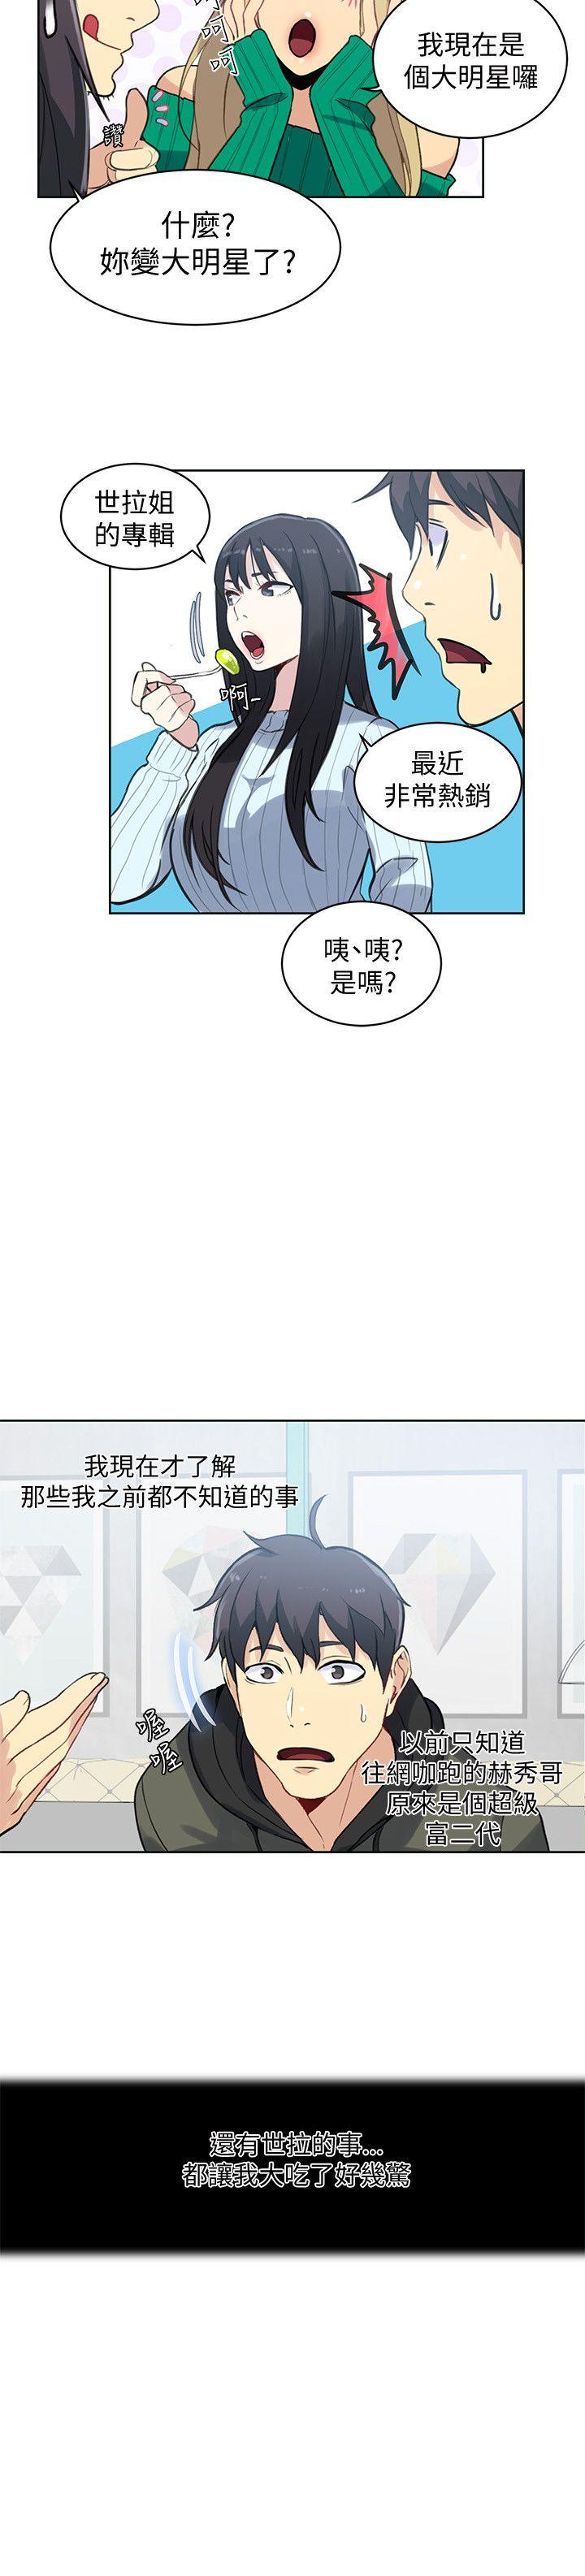 呵
呵
呵
我現在是
個大明星囉
讚
什麼?
妳變大明星了?
世拉姐
的專輯
啊~
最近
非常熱銷
咦、咦?
是嗎?
我現在才了解
那些我之前都不知道的事
喔
喔
以前只知道
往網咖跑的赫秀哥
原來是個超級
富二代
還有世拉的事...
都讓我大吃了好幾驚